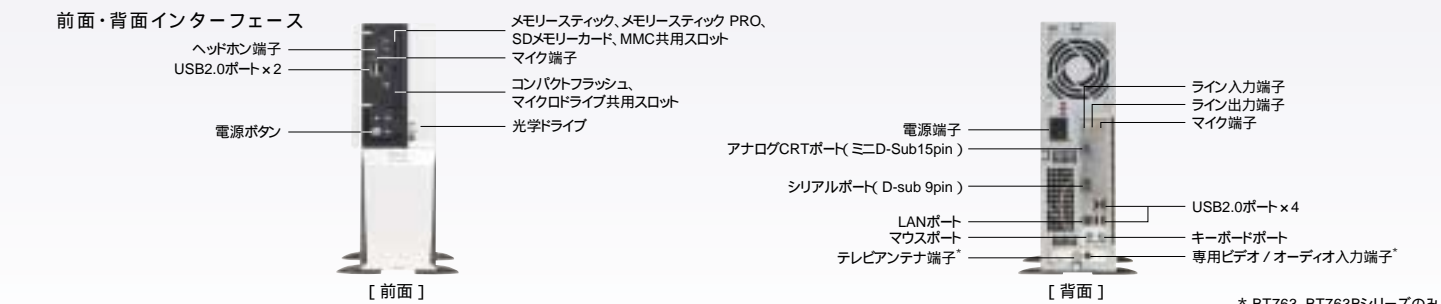 前面・背面インターフェース
ヘッドホン端子
USB2.0ポート×2
電源ボタン
メモリースティック、メモリースティック PRO、
SDメモリーカード、MMC共用スロット
マイク端子
コンパクトフラッシュ、
マイクロドライブ共用スロット
光学ドライブ
[ 前面 ]
電源端子
アナログCRTポート( ミニD-Sub15pin )
シリアルポート( D-sub 9pin )
LANポート
マウスポート
テレビアンテナ端子*
ライン入力端子
ライン出力端子
マイク端子
USB2.0ポート×4
キーボードポート
専用ビデオ / オーディオ入力端子*
[ 背面 ]